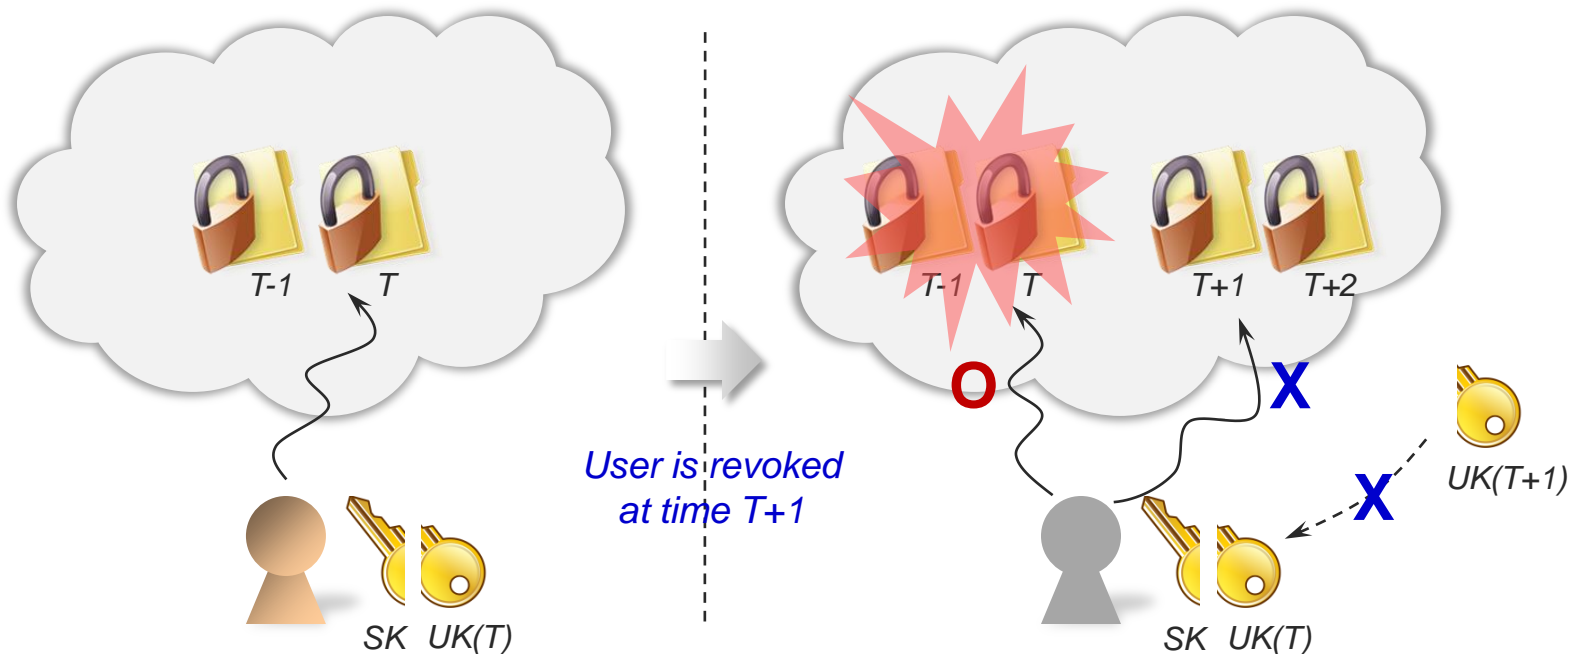 T-1 T
SK UK(T)
User is revoked
at time T+1
T-1 T T+1 T+2
O X
UK(T+1)
X
SK UK(T)